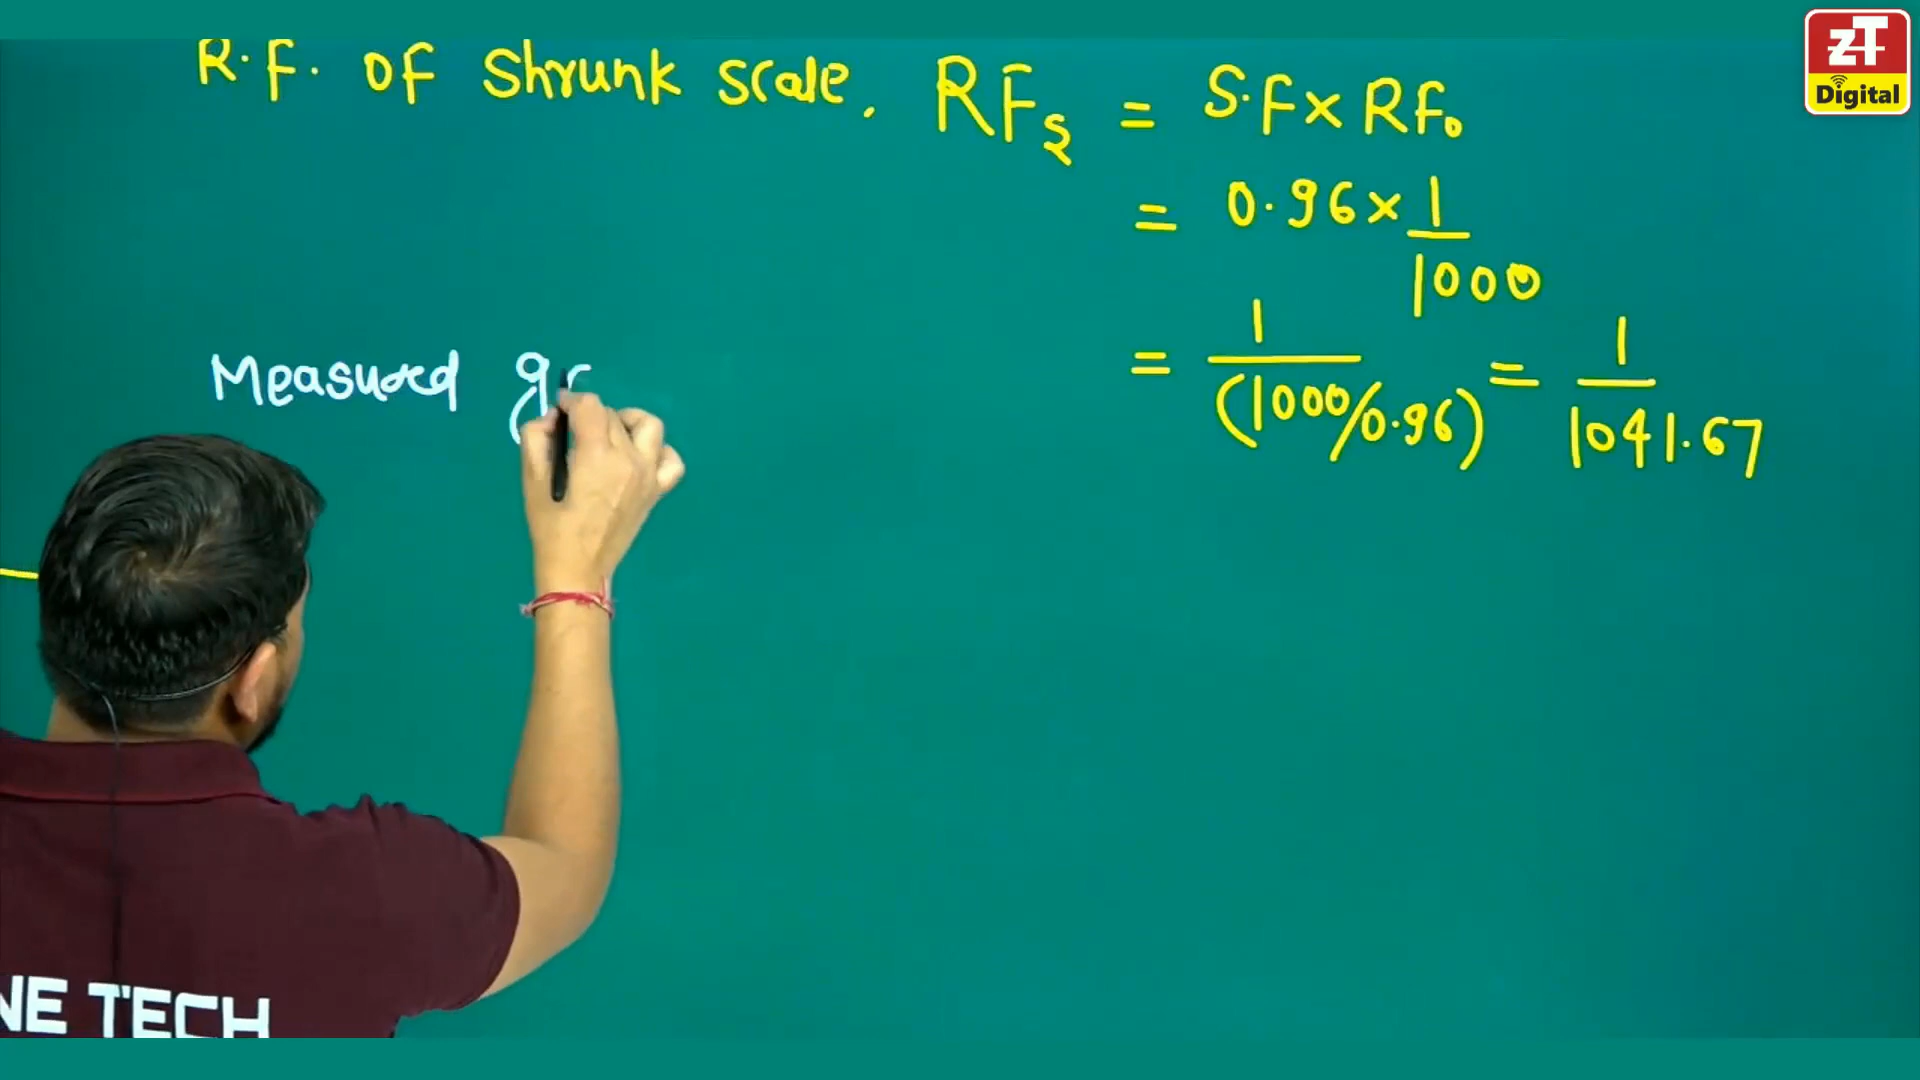 R.F. OF Shrunk Scale, RFs = S.F × RFo
= 0.96 × 1/1000
= 1/(1000/0.96) = 1/1041.67
Measured
NE TECH
ZT
Digital